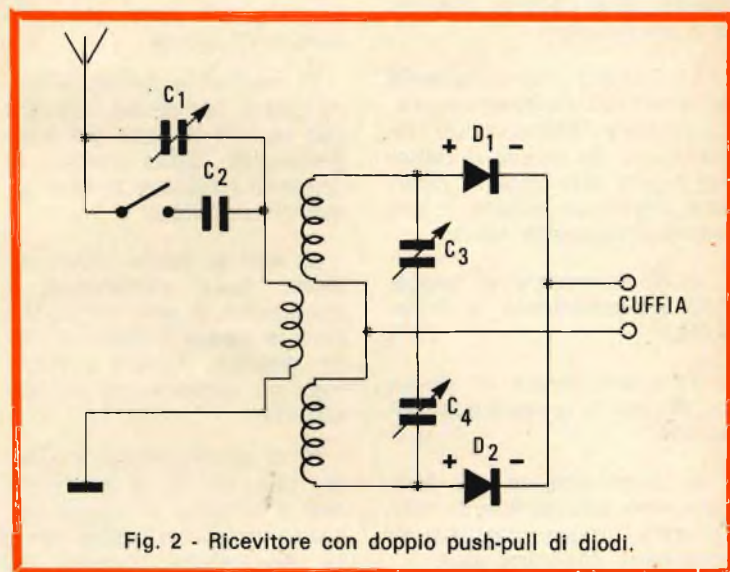 C1
C2
+ D1 -
C3
CUFFIA
C4
+ D2 -
Fig. 2 - Ricevitore con doppio push-pull di diodi.